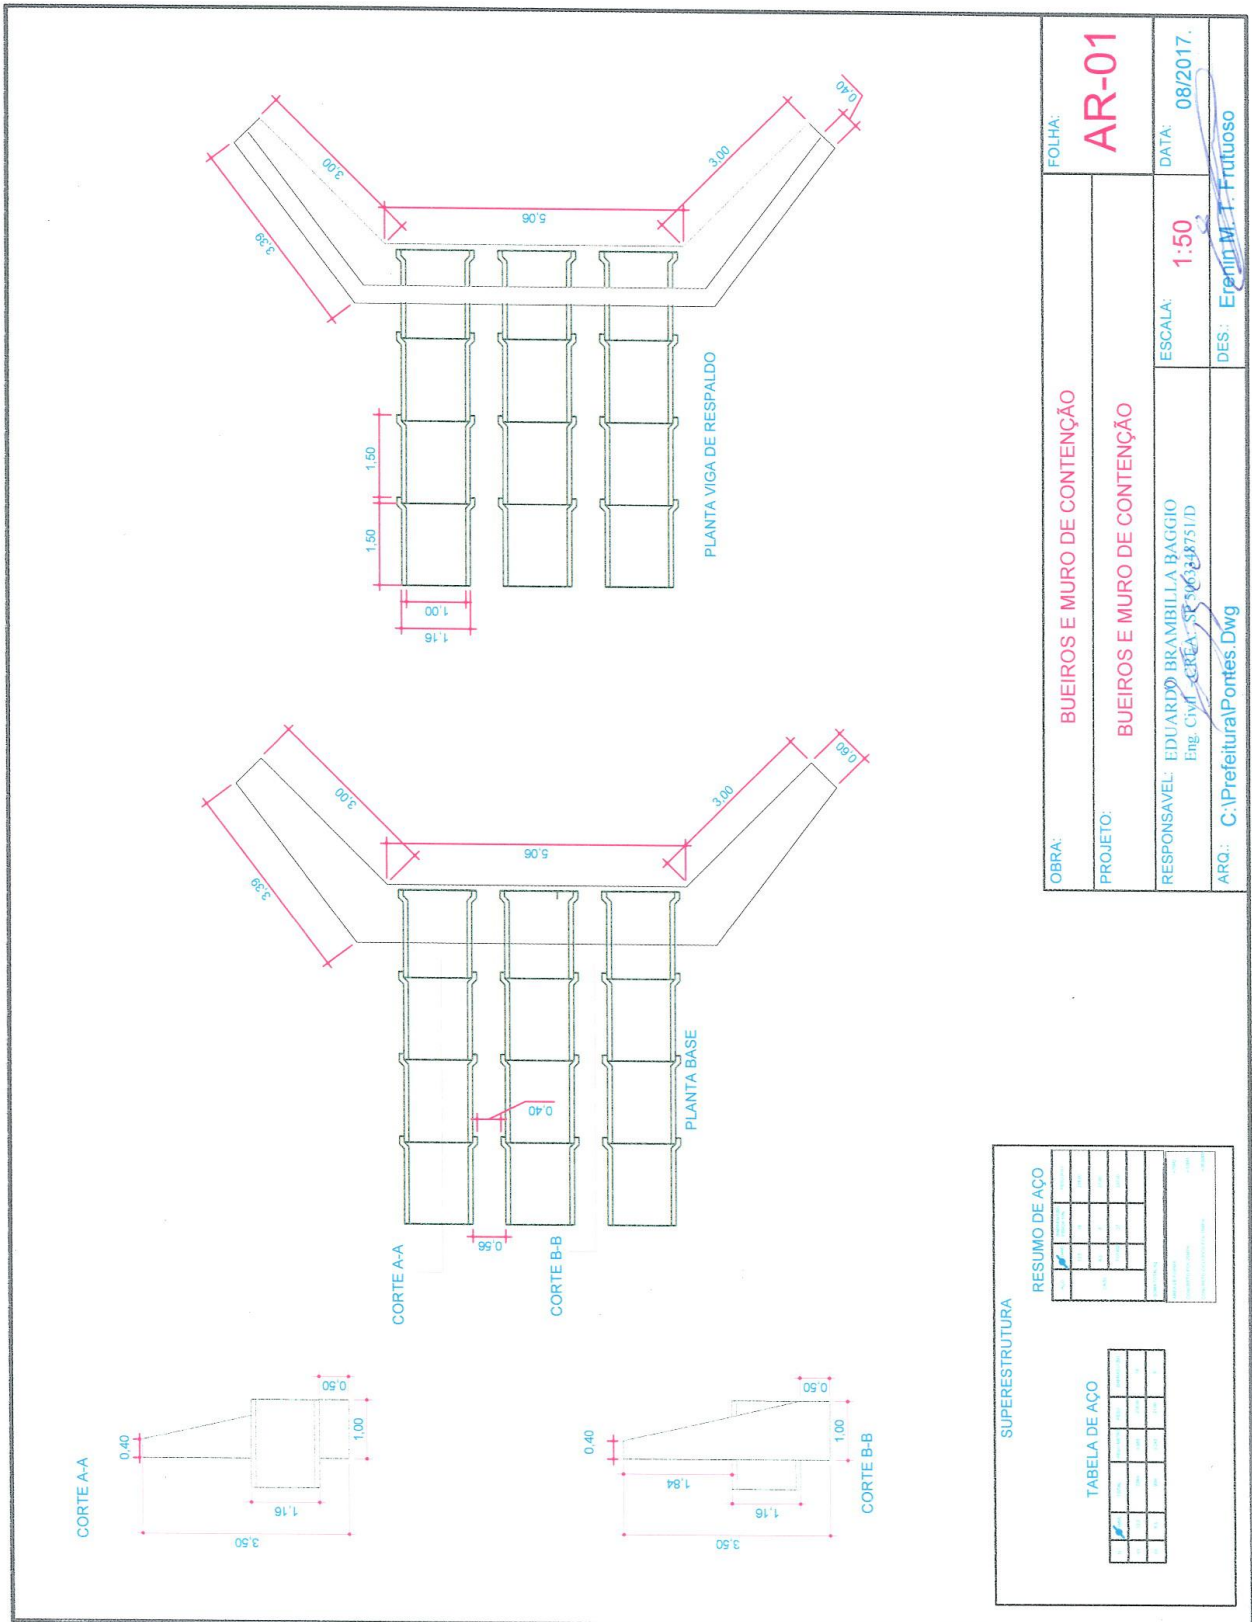 CORTE A-A
0,40
3,50
1,16
0,50
1,00
CORTE B-B
0,40
3,50
1,84
1,16
0,50
1,00
CORTE A-A
CORTE B-B
0,56
0,40
3,39
3,00
5,06
3,00
0,60
PLANTA BASE
1,16
1,00
1,50
1,50
3,39
3,00
5,06
3,00
0,40
PLANTA VIGA DE RESPALDO
SUPERESTRUTURA
TABELA DE AÇO
RESUMO DE AÇO
OBRA:
BUEIROS E MURO DE CONTENÇÃO
FOLHA:
AR-01
PROJETO:
BUEIROS E MURO DE CONTENÇÃO
RESPONSAVEL: EDUARDO BRAMBILLA BAGGIO
Eng. Civil - CREA: SP 5063348751/D
ESCALA:
1:50
DATA:
08/2017.
ARQ.: C:\Prefeitura\Pontes.Dwg
DES.: Erenin M. T. Frutuoso